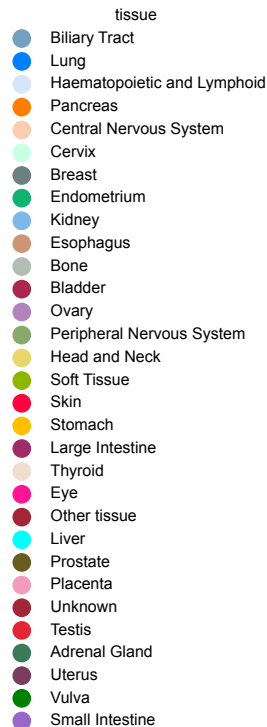 tissue
Biliary Tract
Lung
Haematopoietic and Lymphoid
Pancreas
Central Nervous System
Cervix
Breast
Endometrium
Kidney
Esophagus
Bone
Bladder
Ovary
Peripheral Nervous System
Head and Neck
Soft Tissue
Skin
Stomach
Large Intestine
Thyroid
Eye
Other tissue
Liver
Prostate
Placenta
Unknown
Testis
Adrenal Gland
Uterus
Vulva
Small Intestine